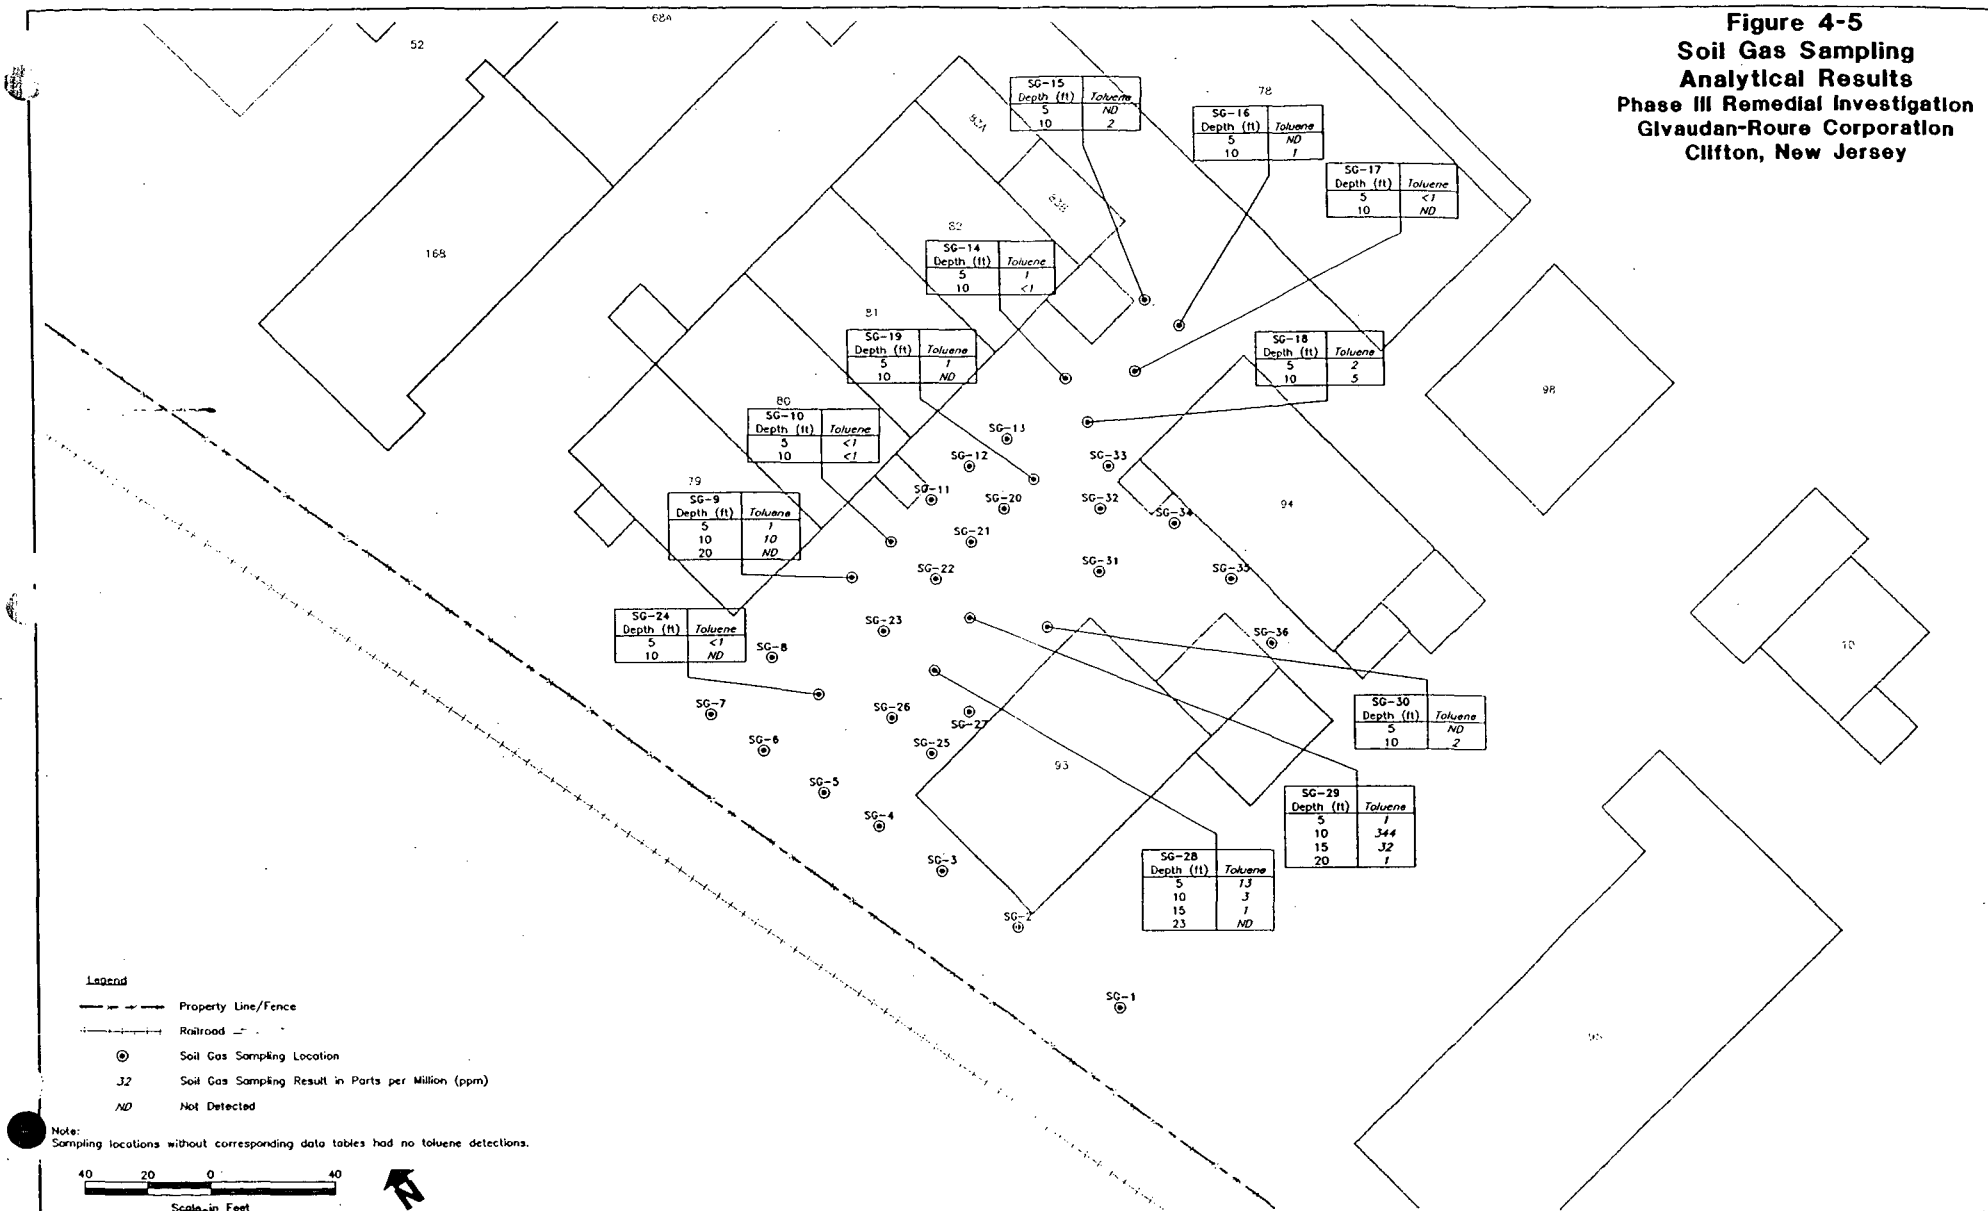 Figure 4-5
Soil Gas Sampling
Analytical Results
Phase III Remedial Investigation
Givaudan-Roure Corporation
Clifton, New Jersey
68A
52
168
82A
82B
82
81
80
79
78
98
94
93
SG-15
Depth (ft) Toluene
5 ND
10 2
SG-16
Depth (ft) Toluene
5 ND
10 1
SG-17
Depth (ft) Toluene
5 <1
10 ND
SG-14
Depth (ft) Toluene
5 1
10 <1
SG-19
Depth (ft) Toluene
5 1
10 ND
SG-18
Depth (ft) Toluene
5 2
10 5
SG-10
Depth (ft) Toluene
5 <1
10 <1
SG-9
Depth (ft) Toluene
5 1
10 10
20 ND
SG-24
Depth (ft) Toluene
5 <1
10 ND
SG-30
Depth (ft) Toluene
5 ND
10 2
SG-29
Depth (ft) Toluene
5 1
10 344
15 32
20 1
SG-28
Depth (ft) Toluene
5 13
10 3
15 1
23 ND
SG-13
SG-12
SG-33
SG-11
SG-20
SG-32
SG-34
SG-21
SG-31
SG-22
SG-35
SG-23
SG-36
SG-8
SG-7
SG-26
SG-27
SG-6
SG-25
SG-5
SG-4
SG-3
SG-2
SG-1
Legend
Property Line/Fence
Railroad
Soil Gas Sampling Location
32 Soil Gas Sampling Result in Parts per Million (ppm)
ND Not Detected
Note:
Sampling locations without corresponding data tables had no toluene detections.
40 20 0 40
Scale in Feet
N